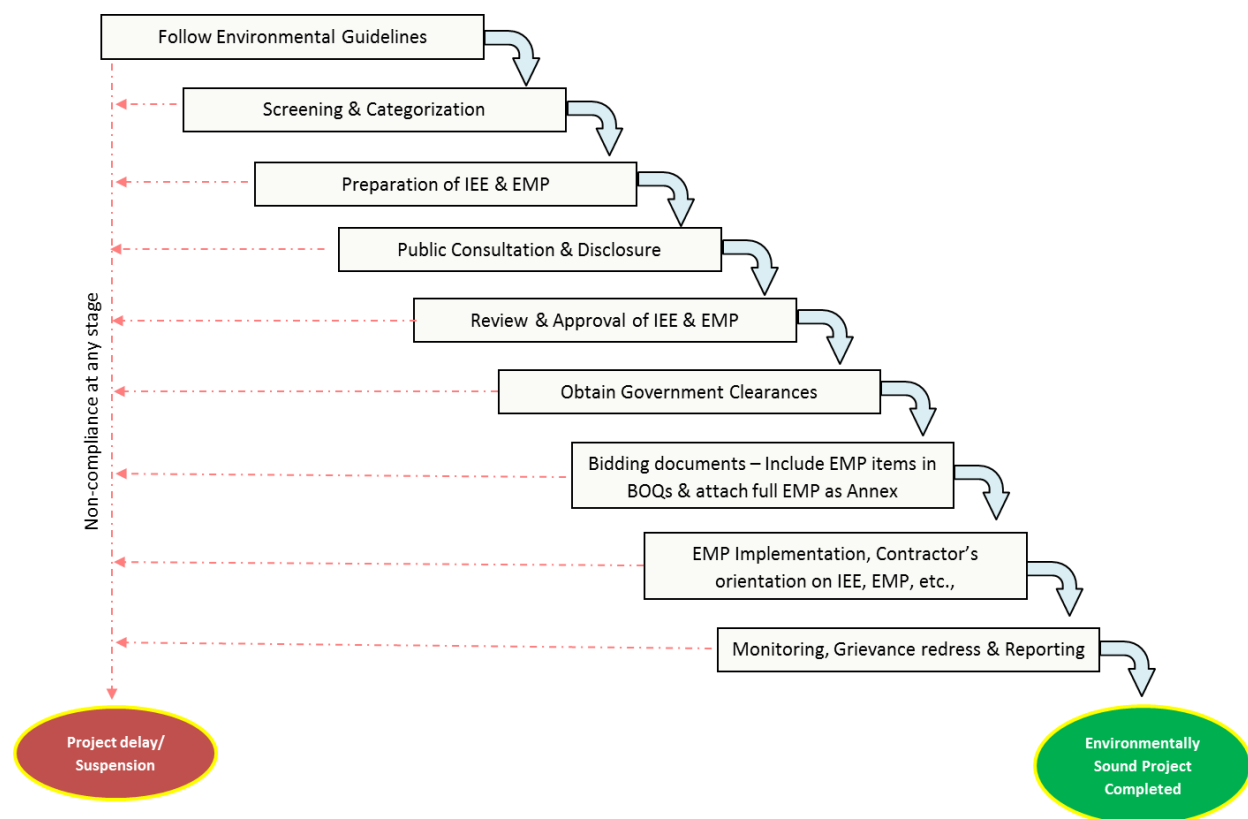 Follow Environmental Guidelines
Screening & Categorization
Preparation of IEE & EMP
Public Consultation & Disclosure
Review & Approval of IEE & EMP
Obtain Government Clearances
Bidding documents – Include EMP items in
BOQs & attach full EMP as Annex
EMP Implementation, Contractor's
orientation on IEE, EMP, etc.,
Monitoring, Grievance redress & Reporting
Non-compliance at any stage
Project delay/
Suspension
Environmentally
Sound Project
Completed